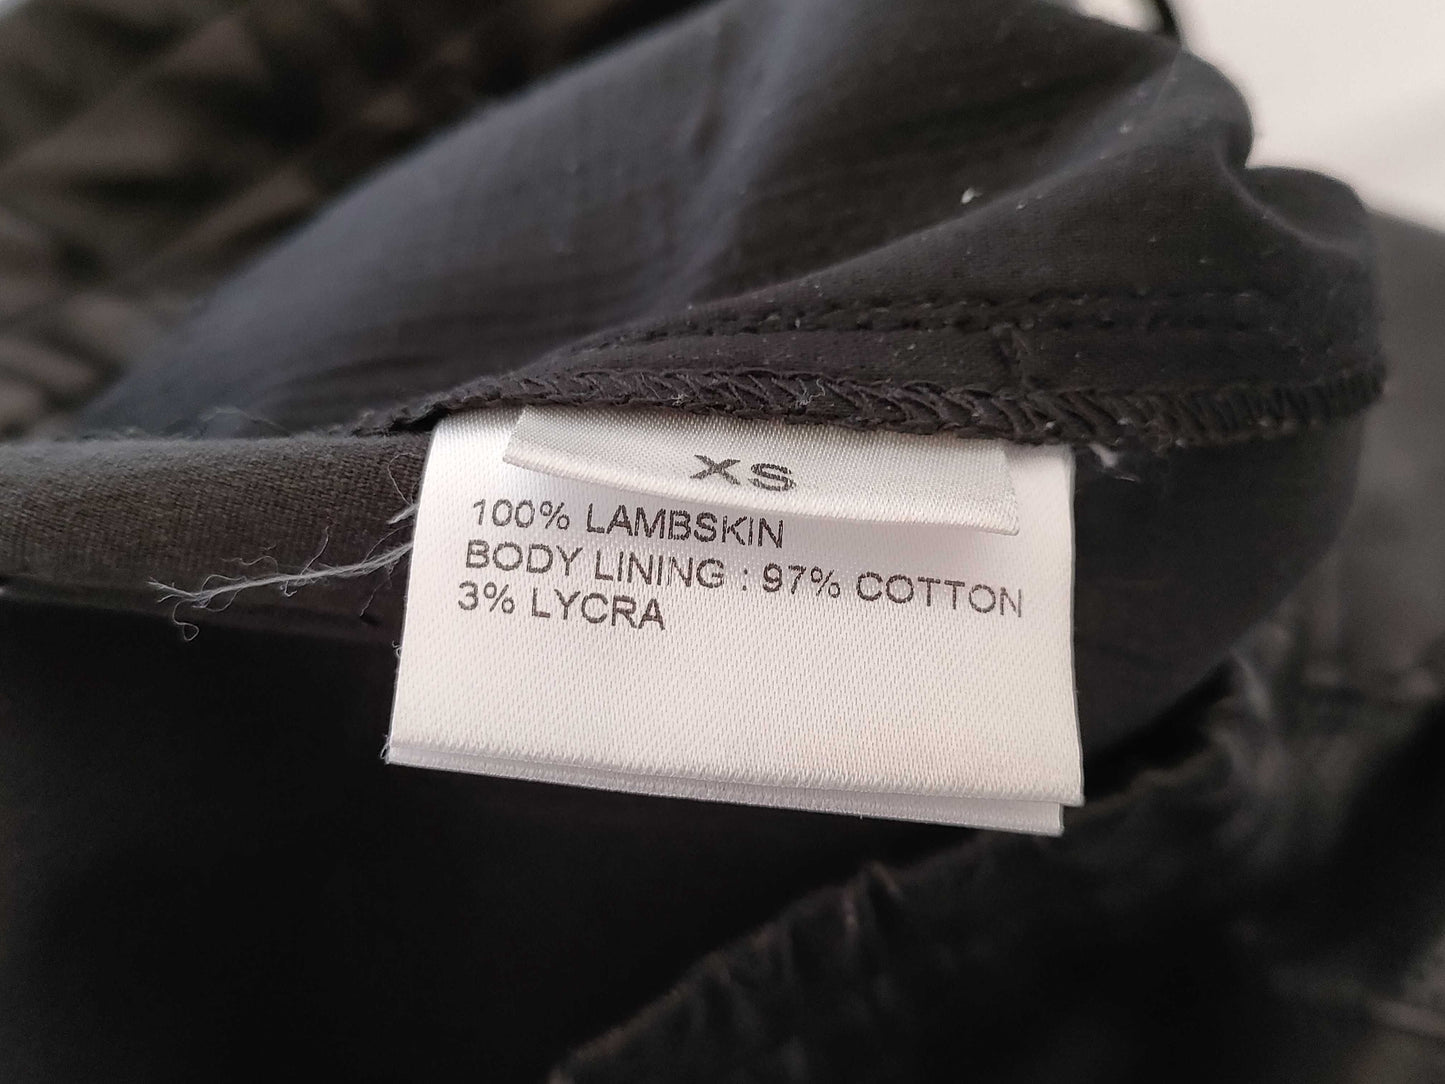 XS
100% LAMBSKIN
BODY LINING : 97% COTTON
3% LYCRA